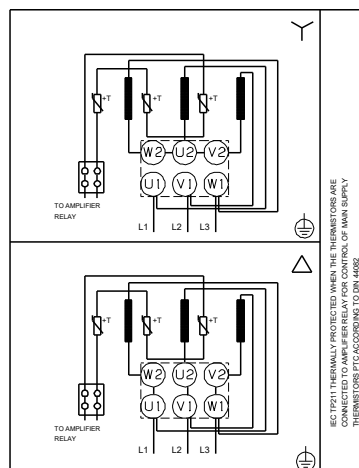 +T
+T
+T
W2
U2
V2
U1
V1
W1
TO AMPLIFIER
RELAY
L1
L2
L3
+T
+T
+T
W2
U2
V2
U1
V1
W1
TO AMPLIFIER
RELAY
L1
L2
L3
IEC TP211 THERMALLY PROTECTED WHEN THE THERMISTORS ARE
CONNECTED TO AMPLIFIER RELAY FOR CONTROL OF MAIN SUPPLY
THERMISTORS PTC ACCORDING TO DIN 44082